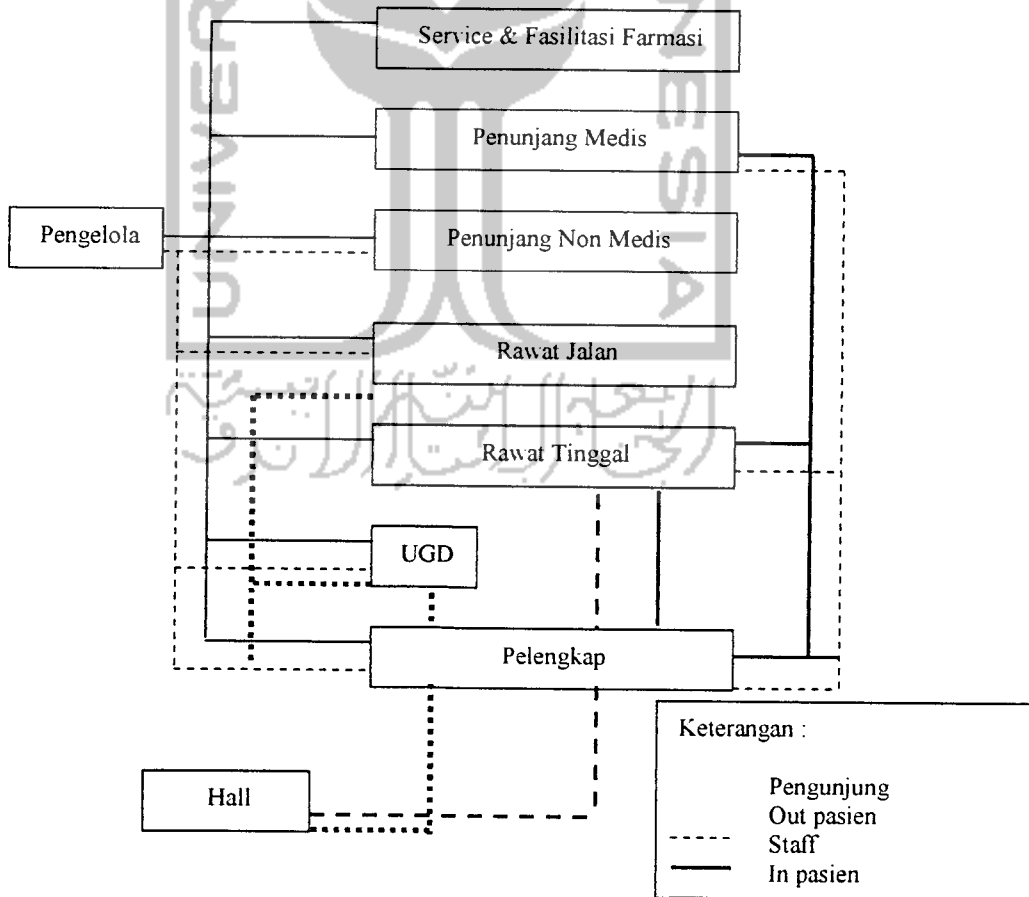 Service & Fasilitasi Farmasi
Penunjang Medis
Pengelola
Penunjang Non Medis
Rawat Jalan
Rawat Tinggal
UGD
Pelengkap
Hall
Keterangan :
Pengunjung
Out pasien
Staff
In pasien